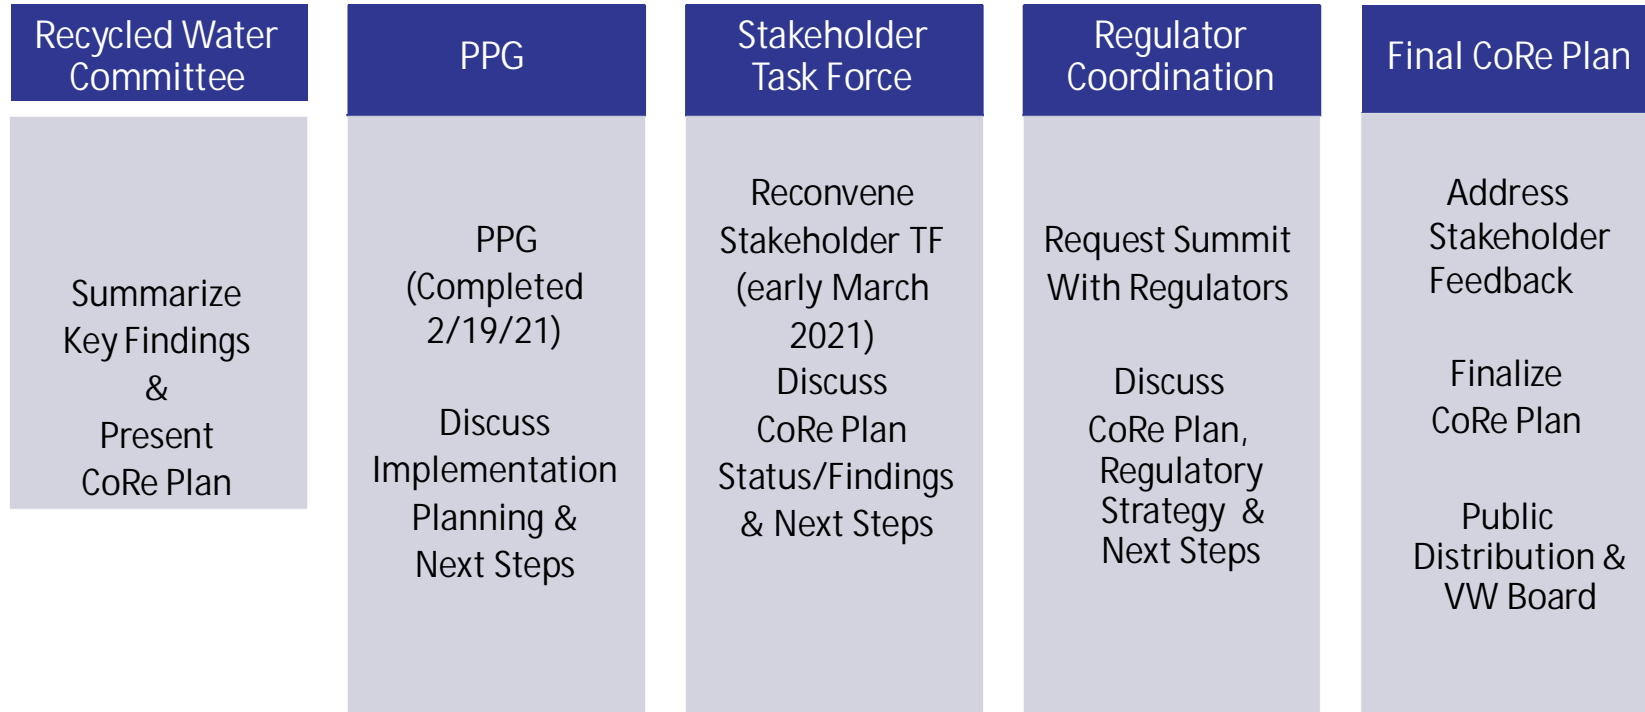 Recycled Water
Committee
Summarize
Key Findings
&
Present
CoRe Plan
PPG
PPG
(Completed
2/19/21)
Discuss
Implementation
Planning &
Next Steps
Stakeholder
Task Force
Reconvene
Stakeholder TF
(early March
2021)
Discuss
CoRe Plan
Status/Findings
& Next Steps
Regulator
Coordination
Request Summit
With Regulators
Discuss
CoRe Plan,
Regulatory
Strategy &
Next Steps
Final CoRe Plan
Address
Stakeholder
Feedback
Finalize
CoRe Plan
Public
Distribution &
VW Board